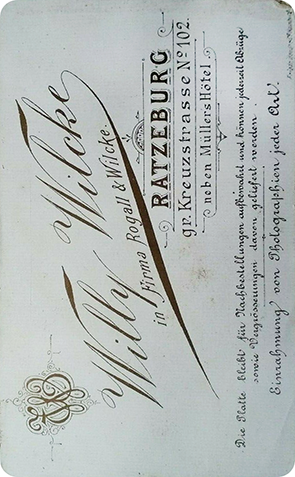 Willy Wilcke
in Firma Rogall & Wilcke.
RATZEBURG
gr. Kreuzstrasse No 102.
neben Müllers Hôtel.
Die Platte bleibt für Nachbestellungen aufbewahrt und können jederzeit Abzüge
sowie Vergrösserungen davon geliefert werden.
Einrahmung von Photographien jeder Art.